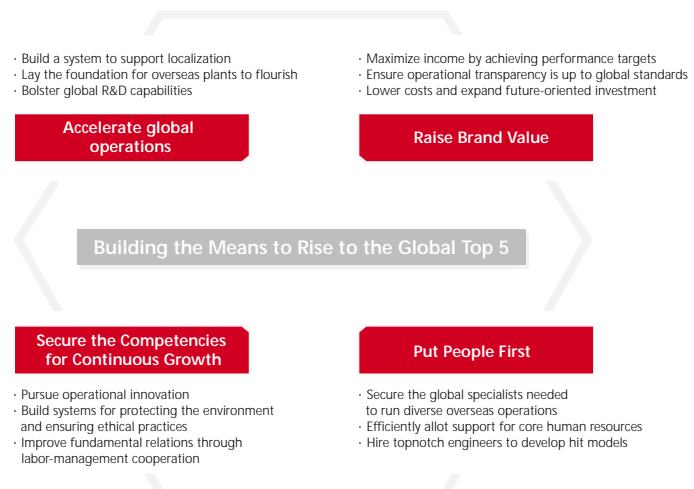 · Build a system to support localization
· Lay the foundation for overseas plants to flourish
· Bolster global R&D capabilities
Accelerate global
operations
· Maximize income by achieving performance targets
· Ensure operational transparency is up to global standards
· Lower costs and expand future-oriented investment
Raise Brand Value
Building the Means to Rise to the Global Top 5
Secure the Competencies
for Continuous Growth
· Pursue operational innovation
· Build systems for protecting the environment
and ensuring ethical practices
· Improve fundamental relations through
labor-management cooperation
Put People First
· Secure the global specialists needed
to run diverse overseas operations
· Efficiently allot support for core human resources
· Hire topnotch engineers to develop hit models